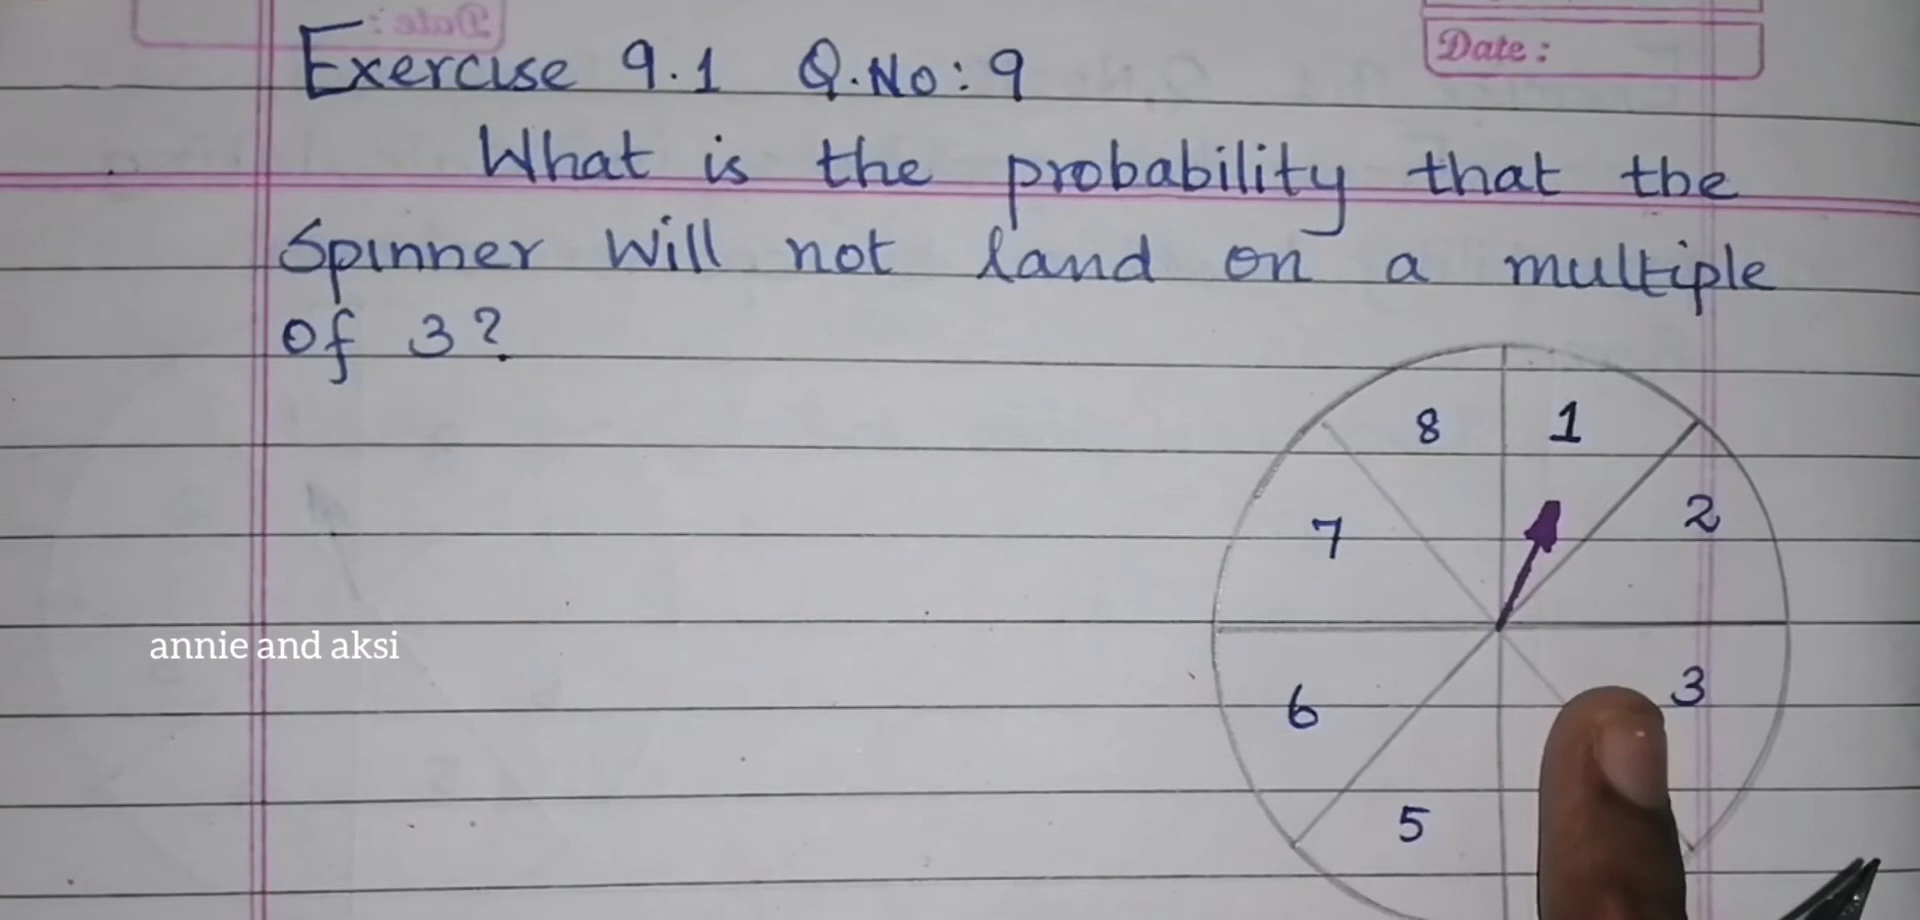 Date:
Exercise 9.1 Q.No: 9
What is the probability that the
Spinner will not land on a multiple
of 3?
8 1
7 2
6 3
5
annie and aksi